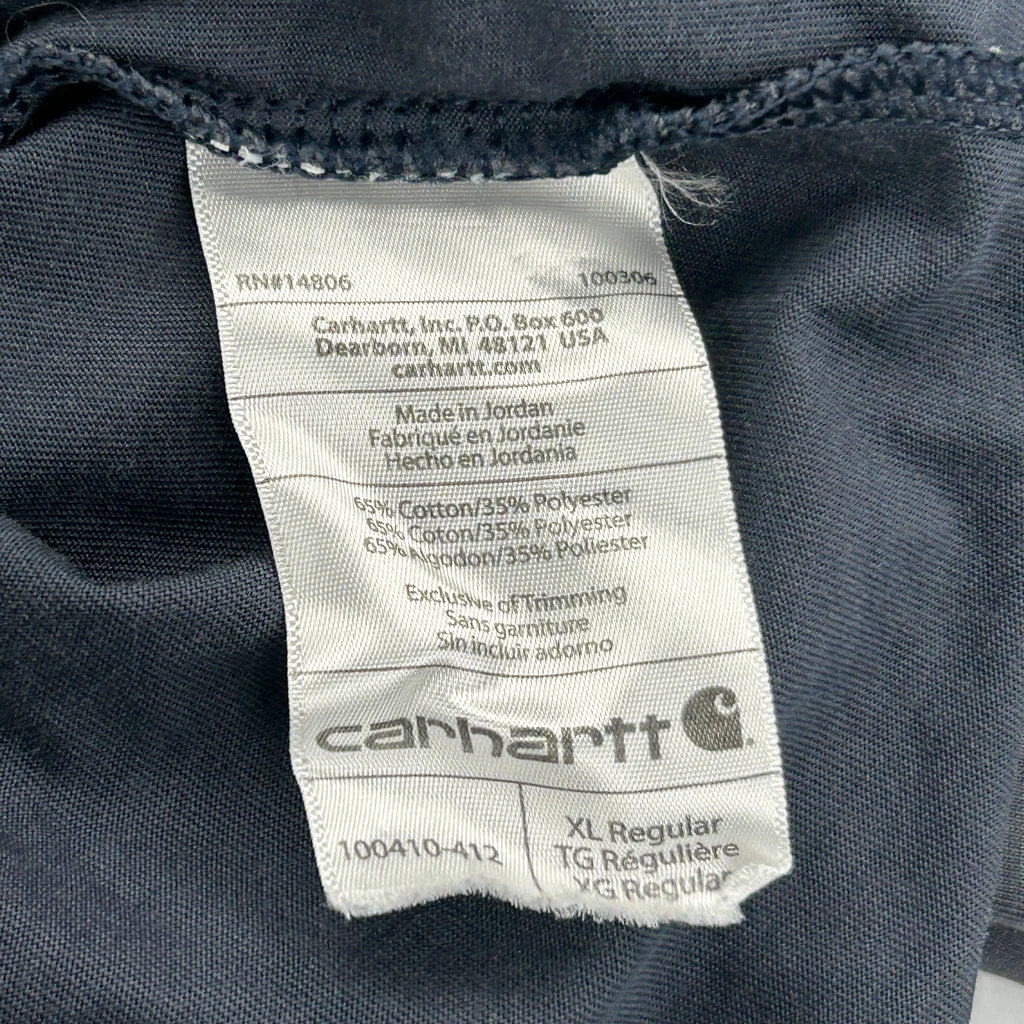 RN#14806 100306
Carhartt, Inc. P.O. Box 600
Dearborn, MI 48121 USA
carhartt.com
Made in Jordan
Fabriqué en Jordanie
Hecho en Jordania
65% Cotton/35% Polyester
65% Coton/35% Polyester
65% Algodon/35% Poliester
Exclusive of Trimming
Sans garniture
Sin incluir adorno
carhartt
100410-412
XL Regular
TG Régulière
XG Regular